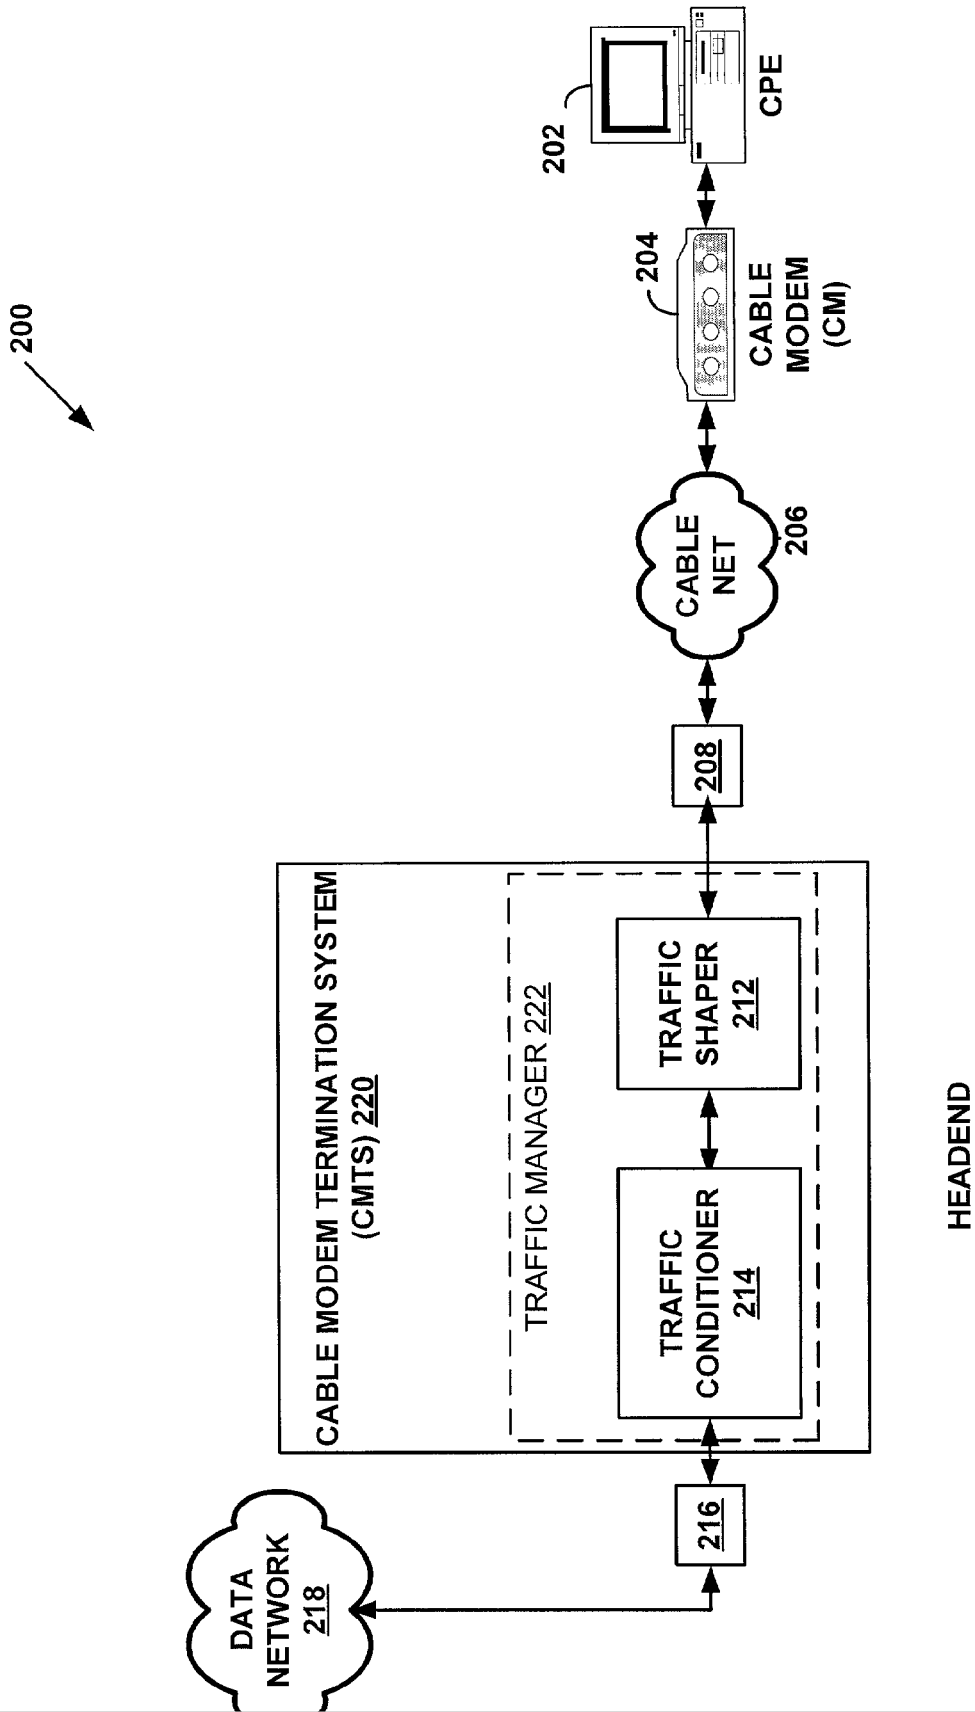 200
DATA
NETWORK
218
CABLE MODEM TERMINATION SYSTEM
(CMTS) 220
TRAFFIC MANAGER 222
TRAFFIC
CONDITIONER
214
TRAFFIC
SHAPER
212
216
208
CABLE
NET
206
204
CABLE
MODEM
(CM)
202
CPE
HEADEND